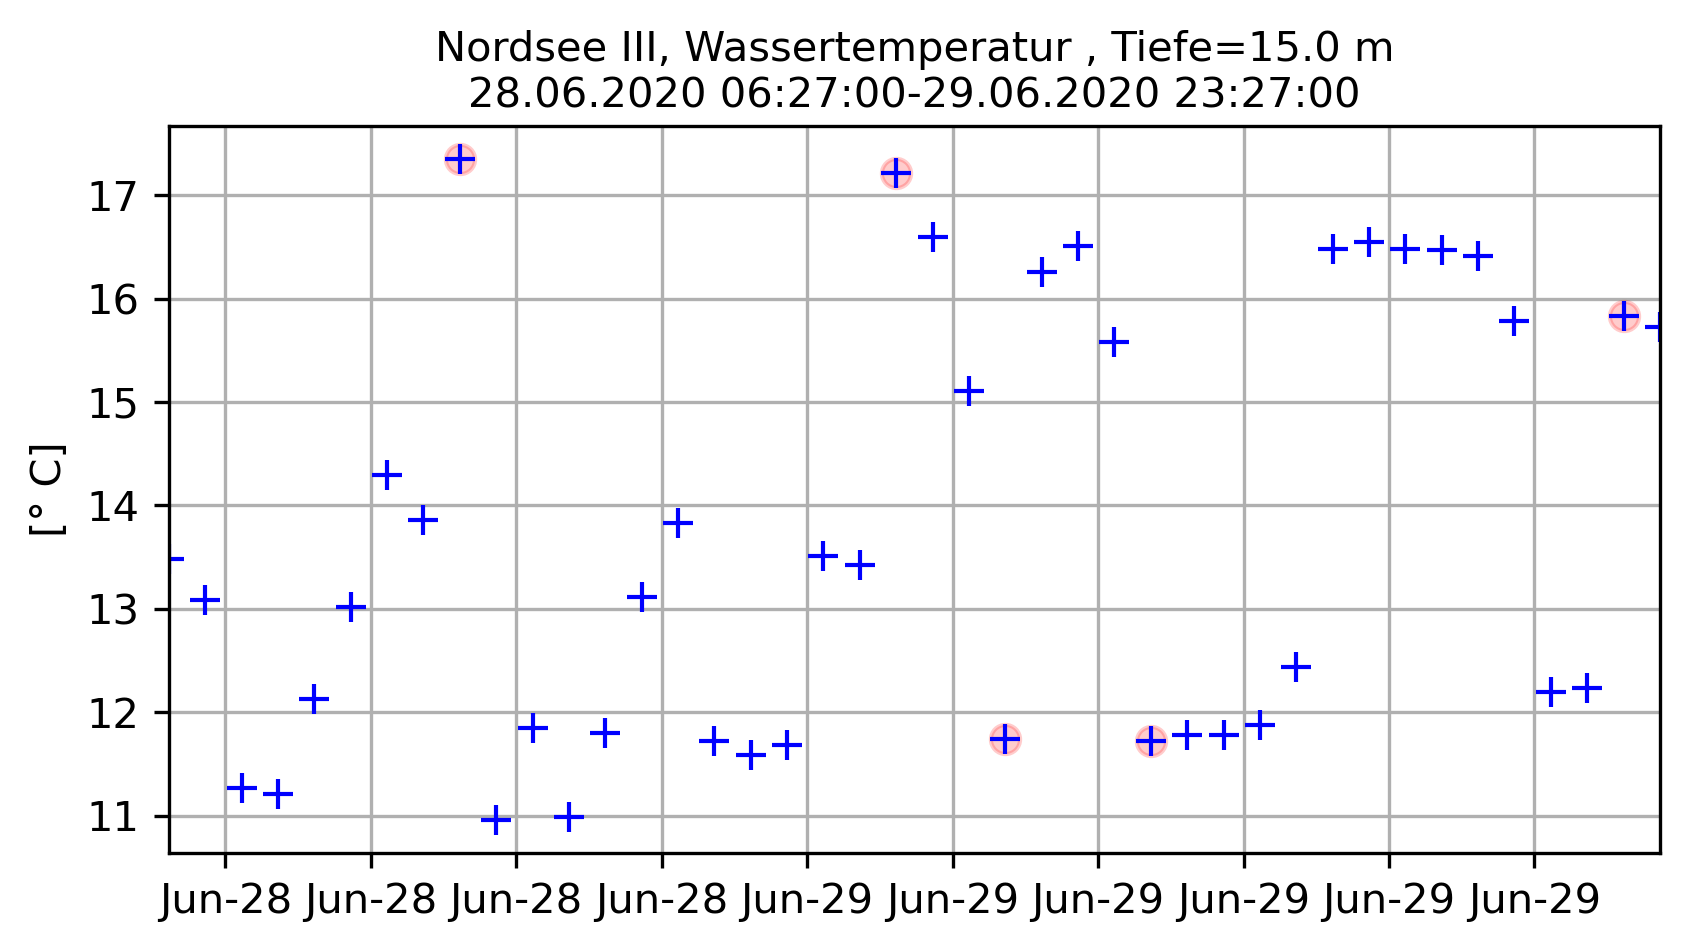 Nordsee III, Wassertemperatur , Tiefe=15.0 m
28.06.2020 06:27:00-29.06.2020 23:27:00
17
16
15
14
13
12
11
[° C]
Jun-28 Jun-28 Jun-28 Jun-28 Jun-29 Jun-29 Jun-29 Jun-29 Jun-29 Jun-29